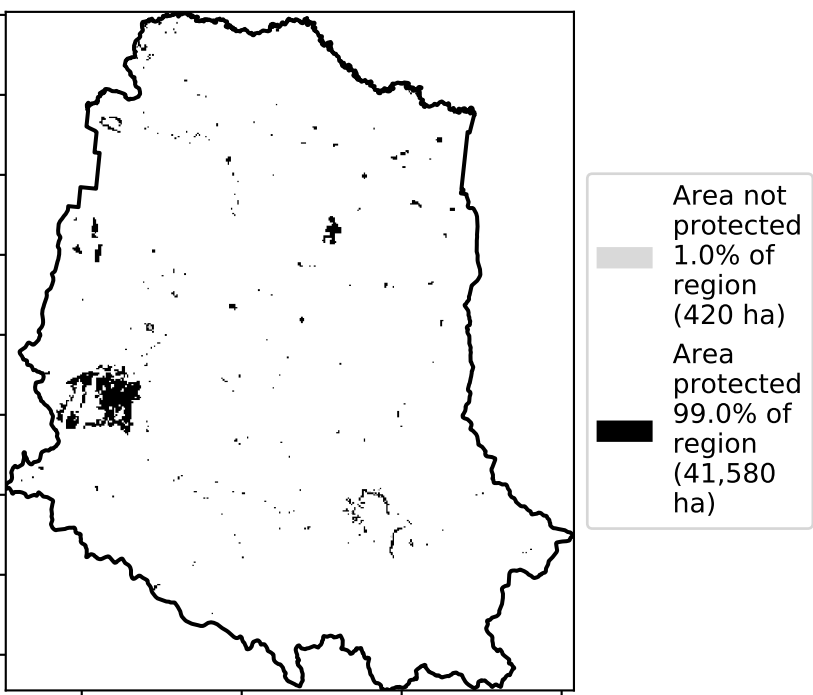 Area not
protected
1.0% of
region
(420 ha)
Area
protected
99.0% of
region
(41,580
ha)